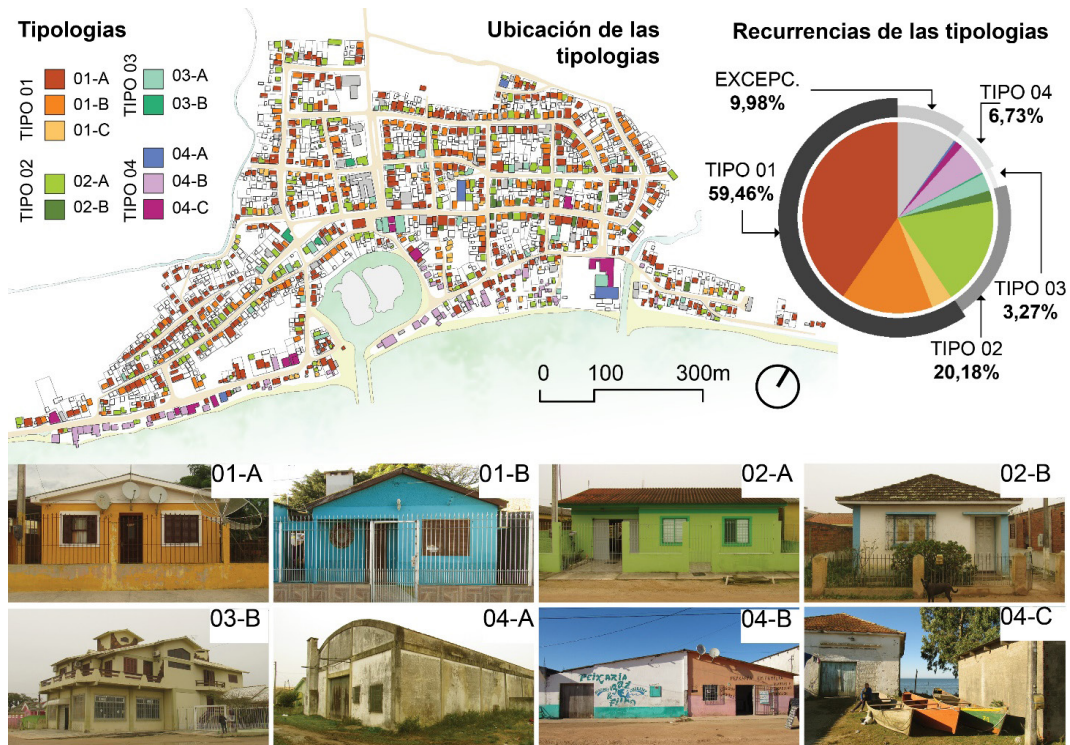 Tipologias
TIPO 01
01-A
01-B
01-C
TIPO 02
02-A
02-B
TIPO 03
03-A
03-B
TIPO 04
04-A
04-B
04-C
Ubicación de las
tipologias
Recurrencias de las tipologias
EXCEPC.
9,98%
TIPO 04
6,73%
TIPO 01
59,46%
TIPO 03
3,27%
TIPO 02
20,18%
0 100 300m
01-A
01-B
02-A
02-B
03-B
04-A
04-B
PEIXARIA
04-C